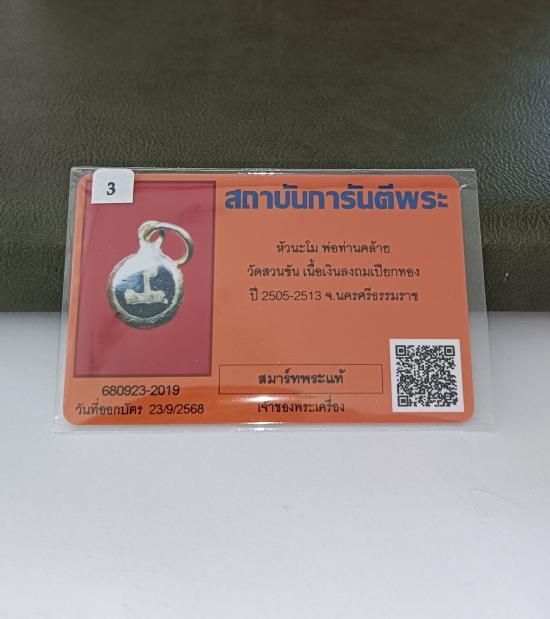 3
สถาบันการันตีพระ
หัวนะโม พ่อท่านคล้าย
วัดสวนขัน เนื้อเงินลงถมเปียกทอง
ปี 2505-2513 จ.นครศรีธรรมราช
สมาร์ทพระแท้
680923-2019
วันที่ออกบัตร 23/9/2568
เจ้าของพระเครื่อง